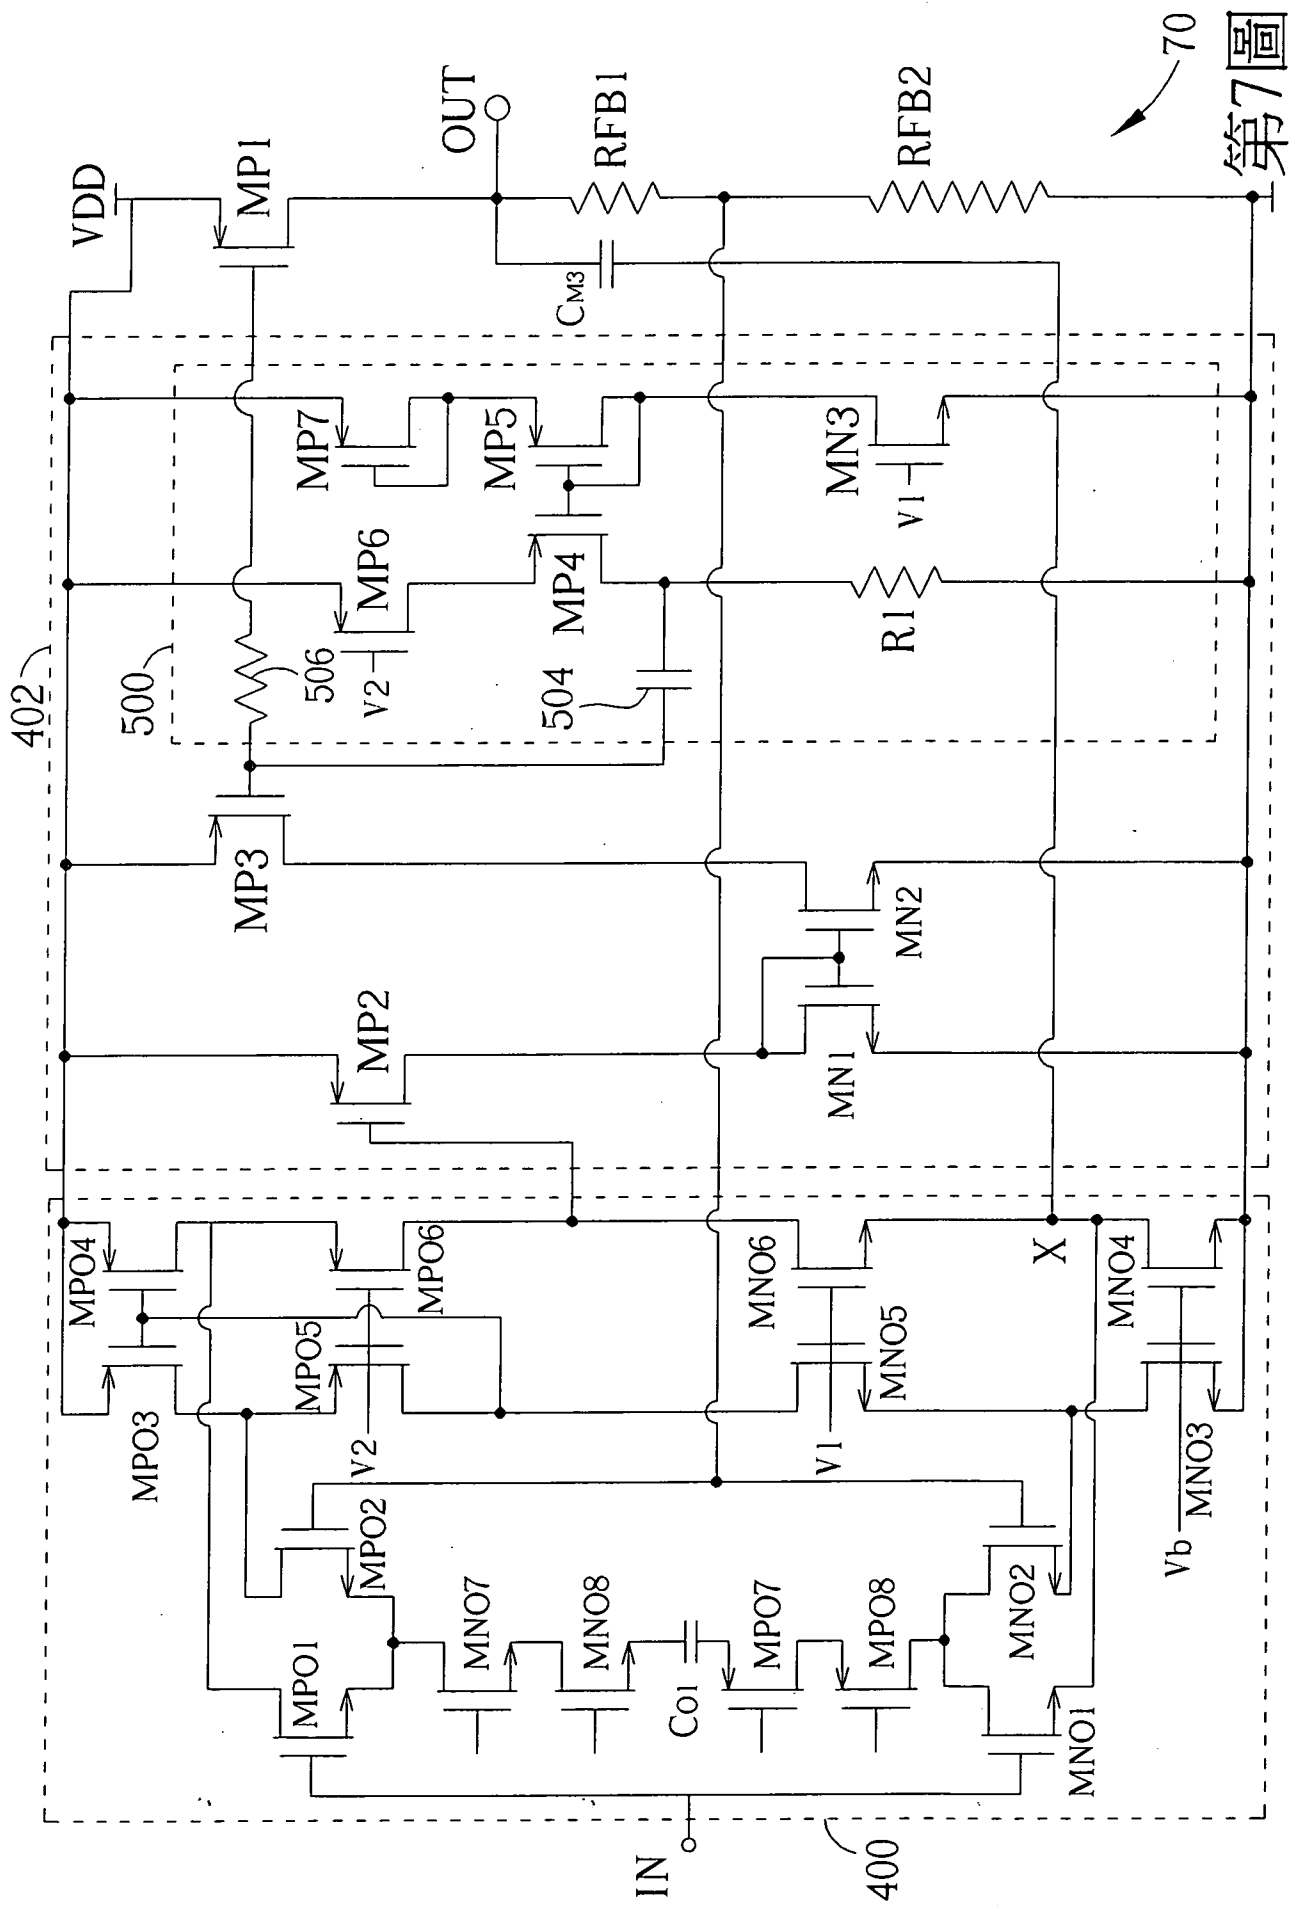 402
500
VDD
MP1
OUT
RFB1
RFB2
CM3
MP7
MP5
MN3
V1
MP6
V2
MP4
R1
506
504
MP3
MN2
MP2
MN1
MPO4
MPO6
MNO6
X
MNO4
MPO3
MPO5
V2
MNO5
V1
MNO3
Vb
MPO2
MNO7
MNO8
CO1
MPO7
MPO8
MNO2
MPO1
MNO1
IN
400
70
第7圖